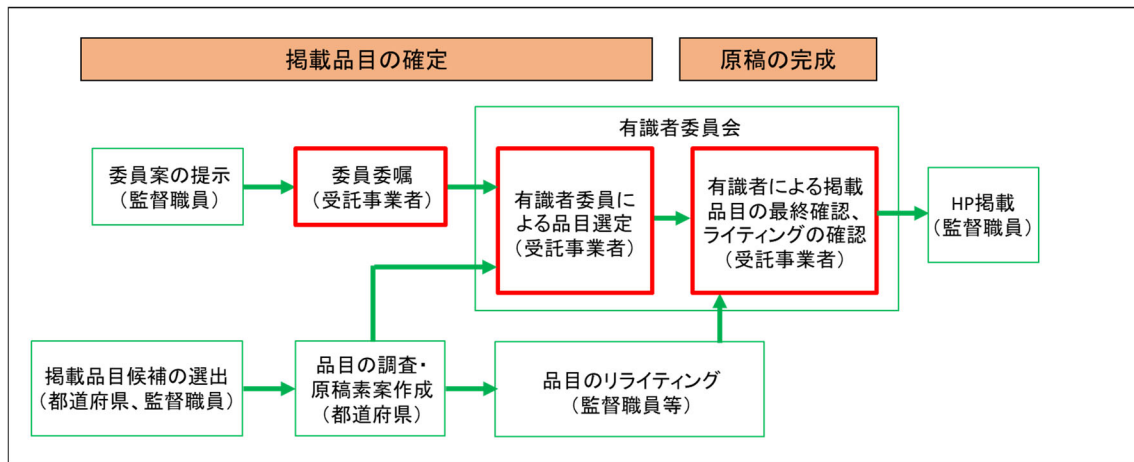 掲載品目の確定
原稿の完成
有識者委員会
委員案の提示
（監督職員）
委員委嘱
（受託事業者）
有識者委員に
よる品目選定
（受託事業者）
有識者による掲載
品目の最終確認、
ライティングの確認
（受託事業者）
HP掲載
（監督職員）
掲載品目候補の選出
（都道府県、監督職員）
品目の調査・
原稿素案作成
（都道府県）
品目のリライティング
（監督職員等）